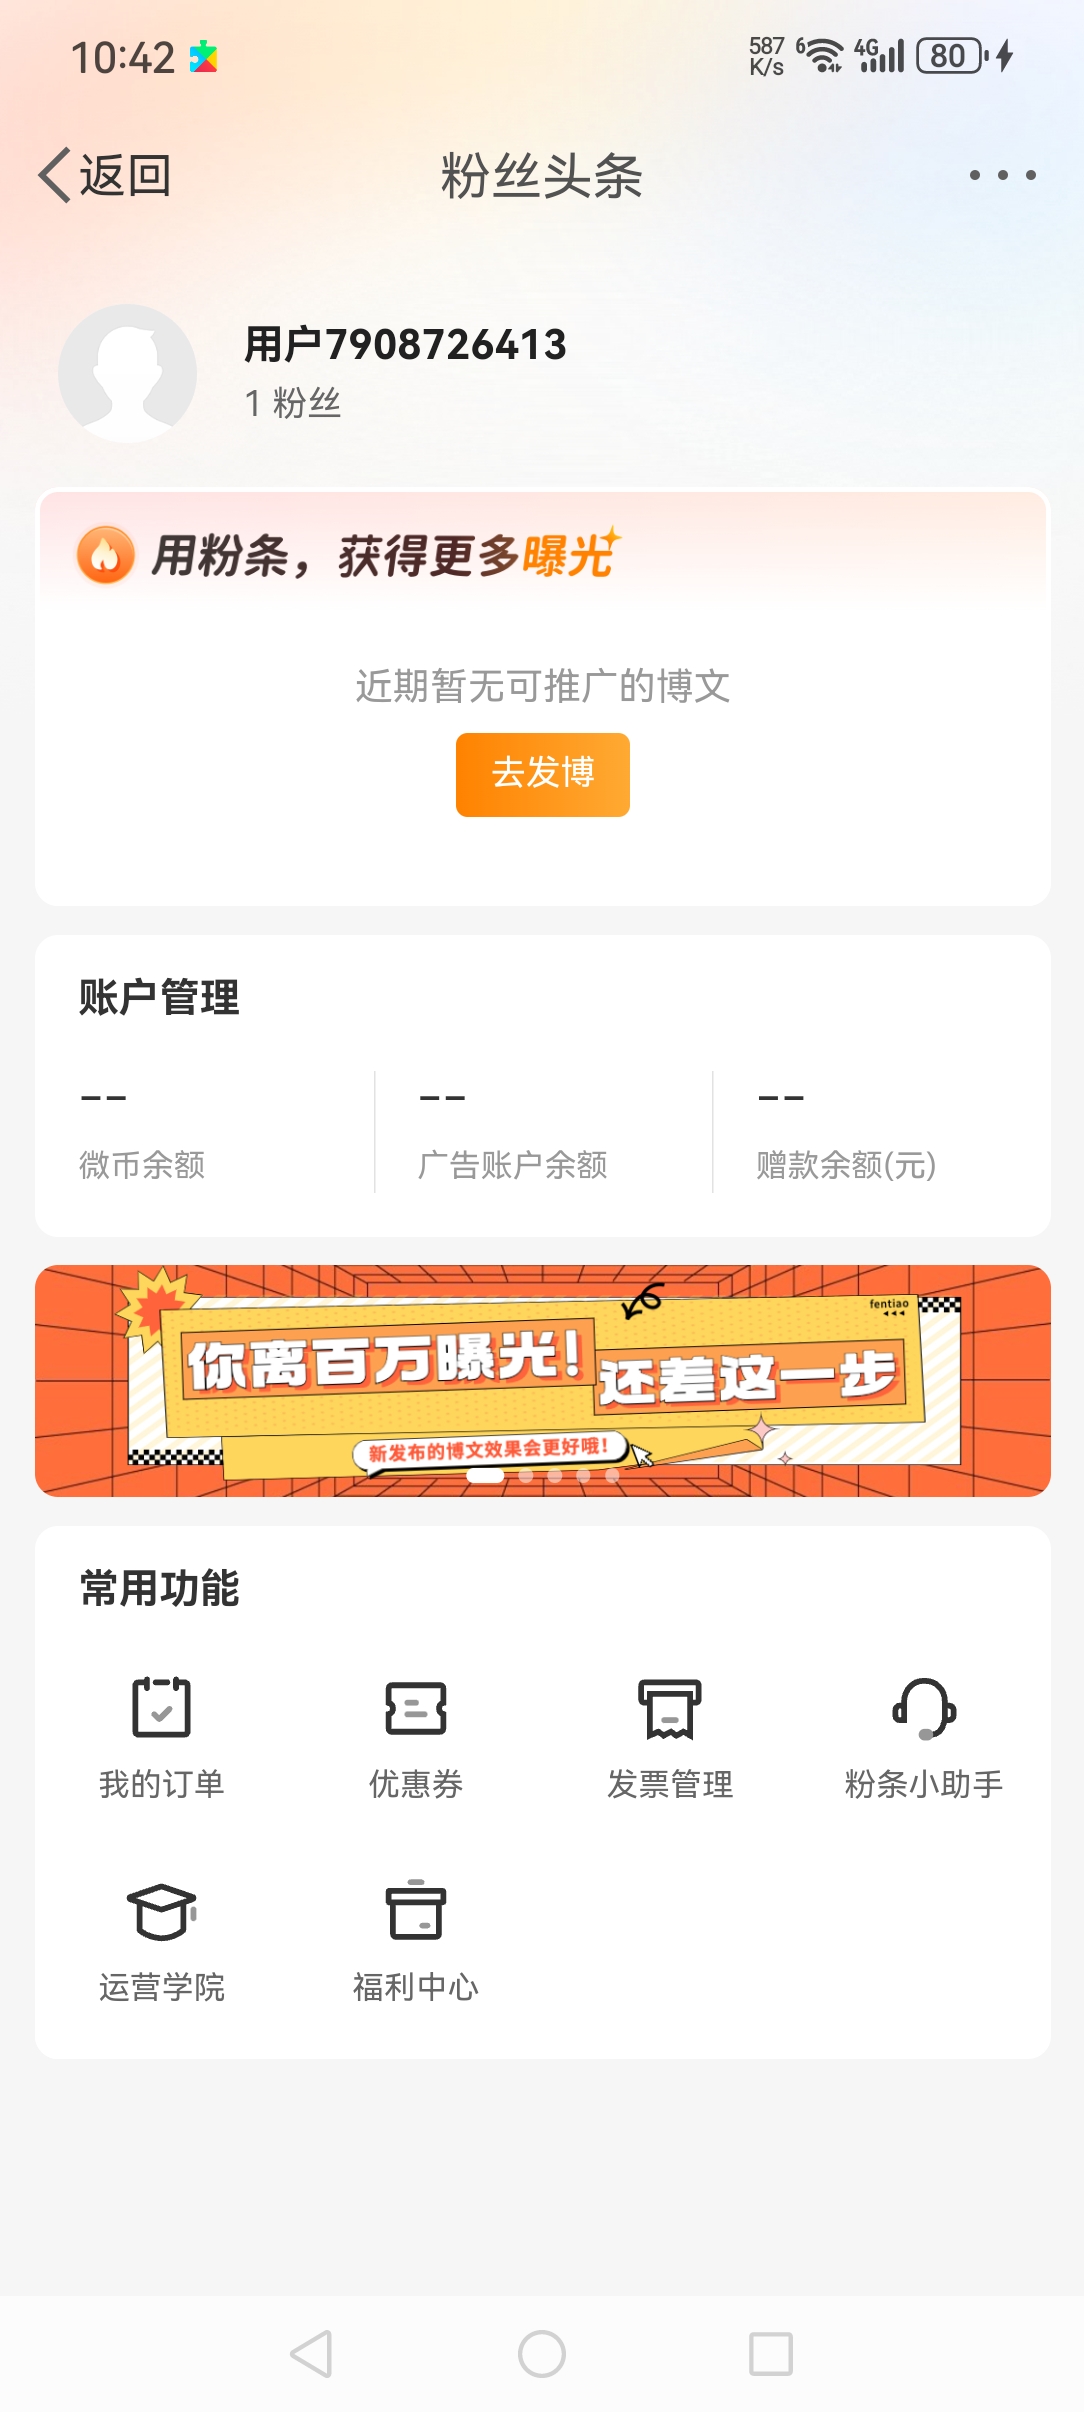 10:42
587 K/s 6 4G 80
返回
粉丝头条
用户7908726413
1 粉丝
用粉条，获得更多曝光
近期暂无可推广的博文
去发博
账户管理
-- -- --
微币余额 广告账户余额 赠款余额(元)
fentiao
你离百万曝光！
还差这一步
新发布的博文效果会更好哦！
常用功能
我的订单 优惠券 发票管理 粉条小助手
运营学院 福利中心